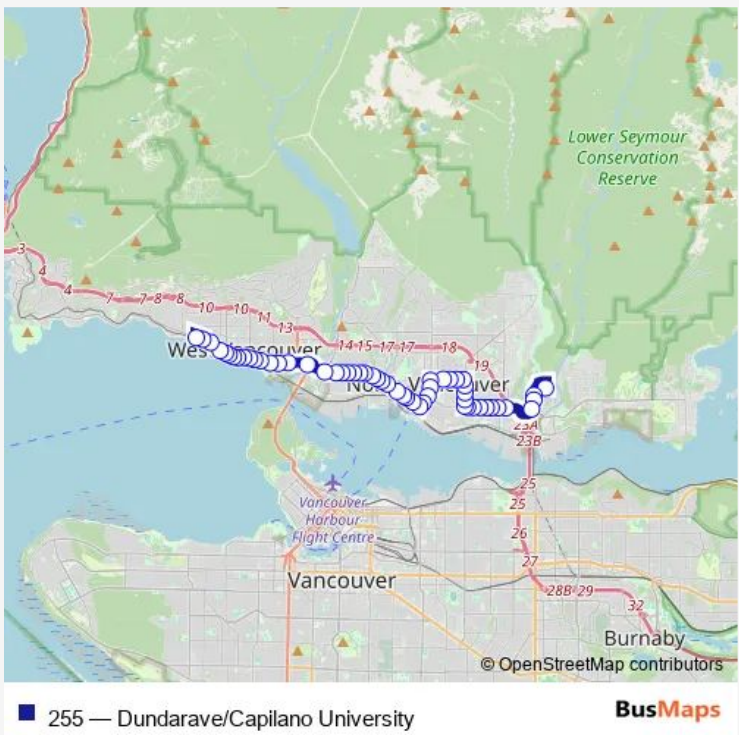 Lower Seymour
Conservation
Reserve
3
4
4
7
7
8
8
10
10
11
13
14
15
17
17
18
19
West Vancouver
North Vancouver
23A
23B
25
25
26
27
28B
29
32
Vancouver
Harbour
Flight Centre
Vancouver
Burnaby
© OpenStreetMap contributors
255 — Dundarave/Capilano University
BusMaps